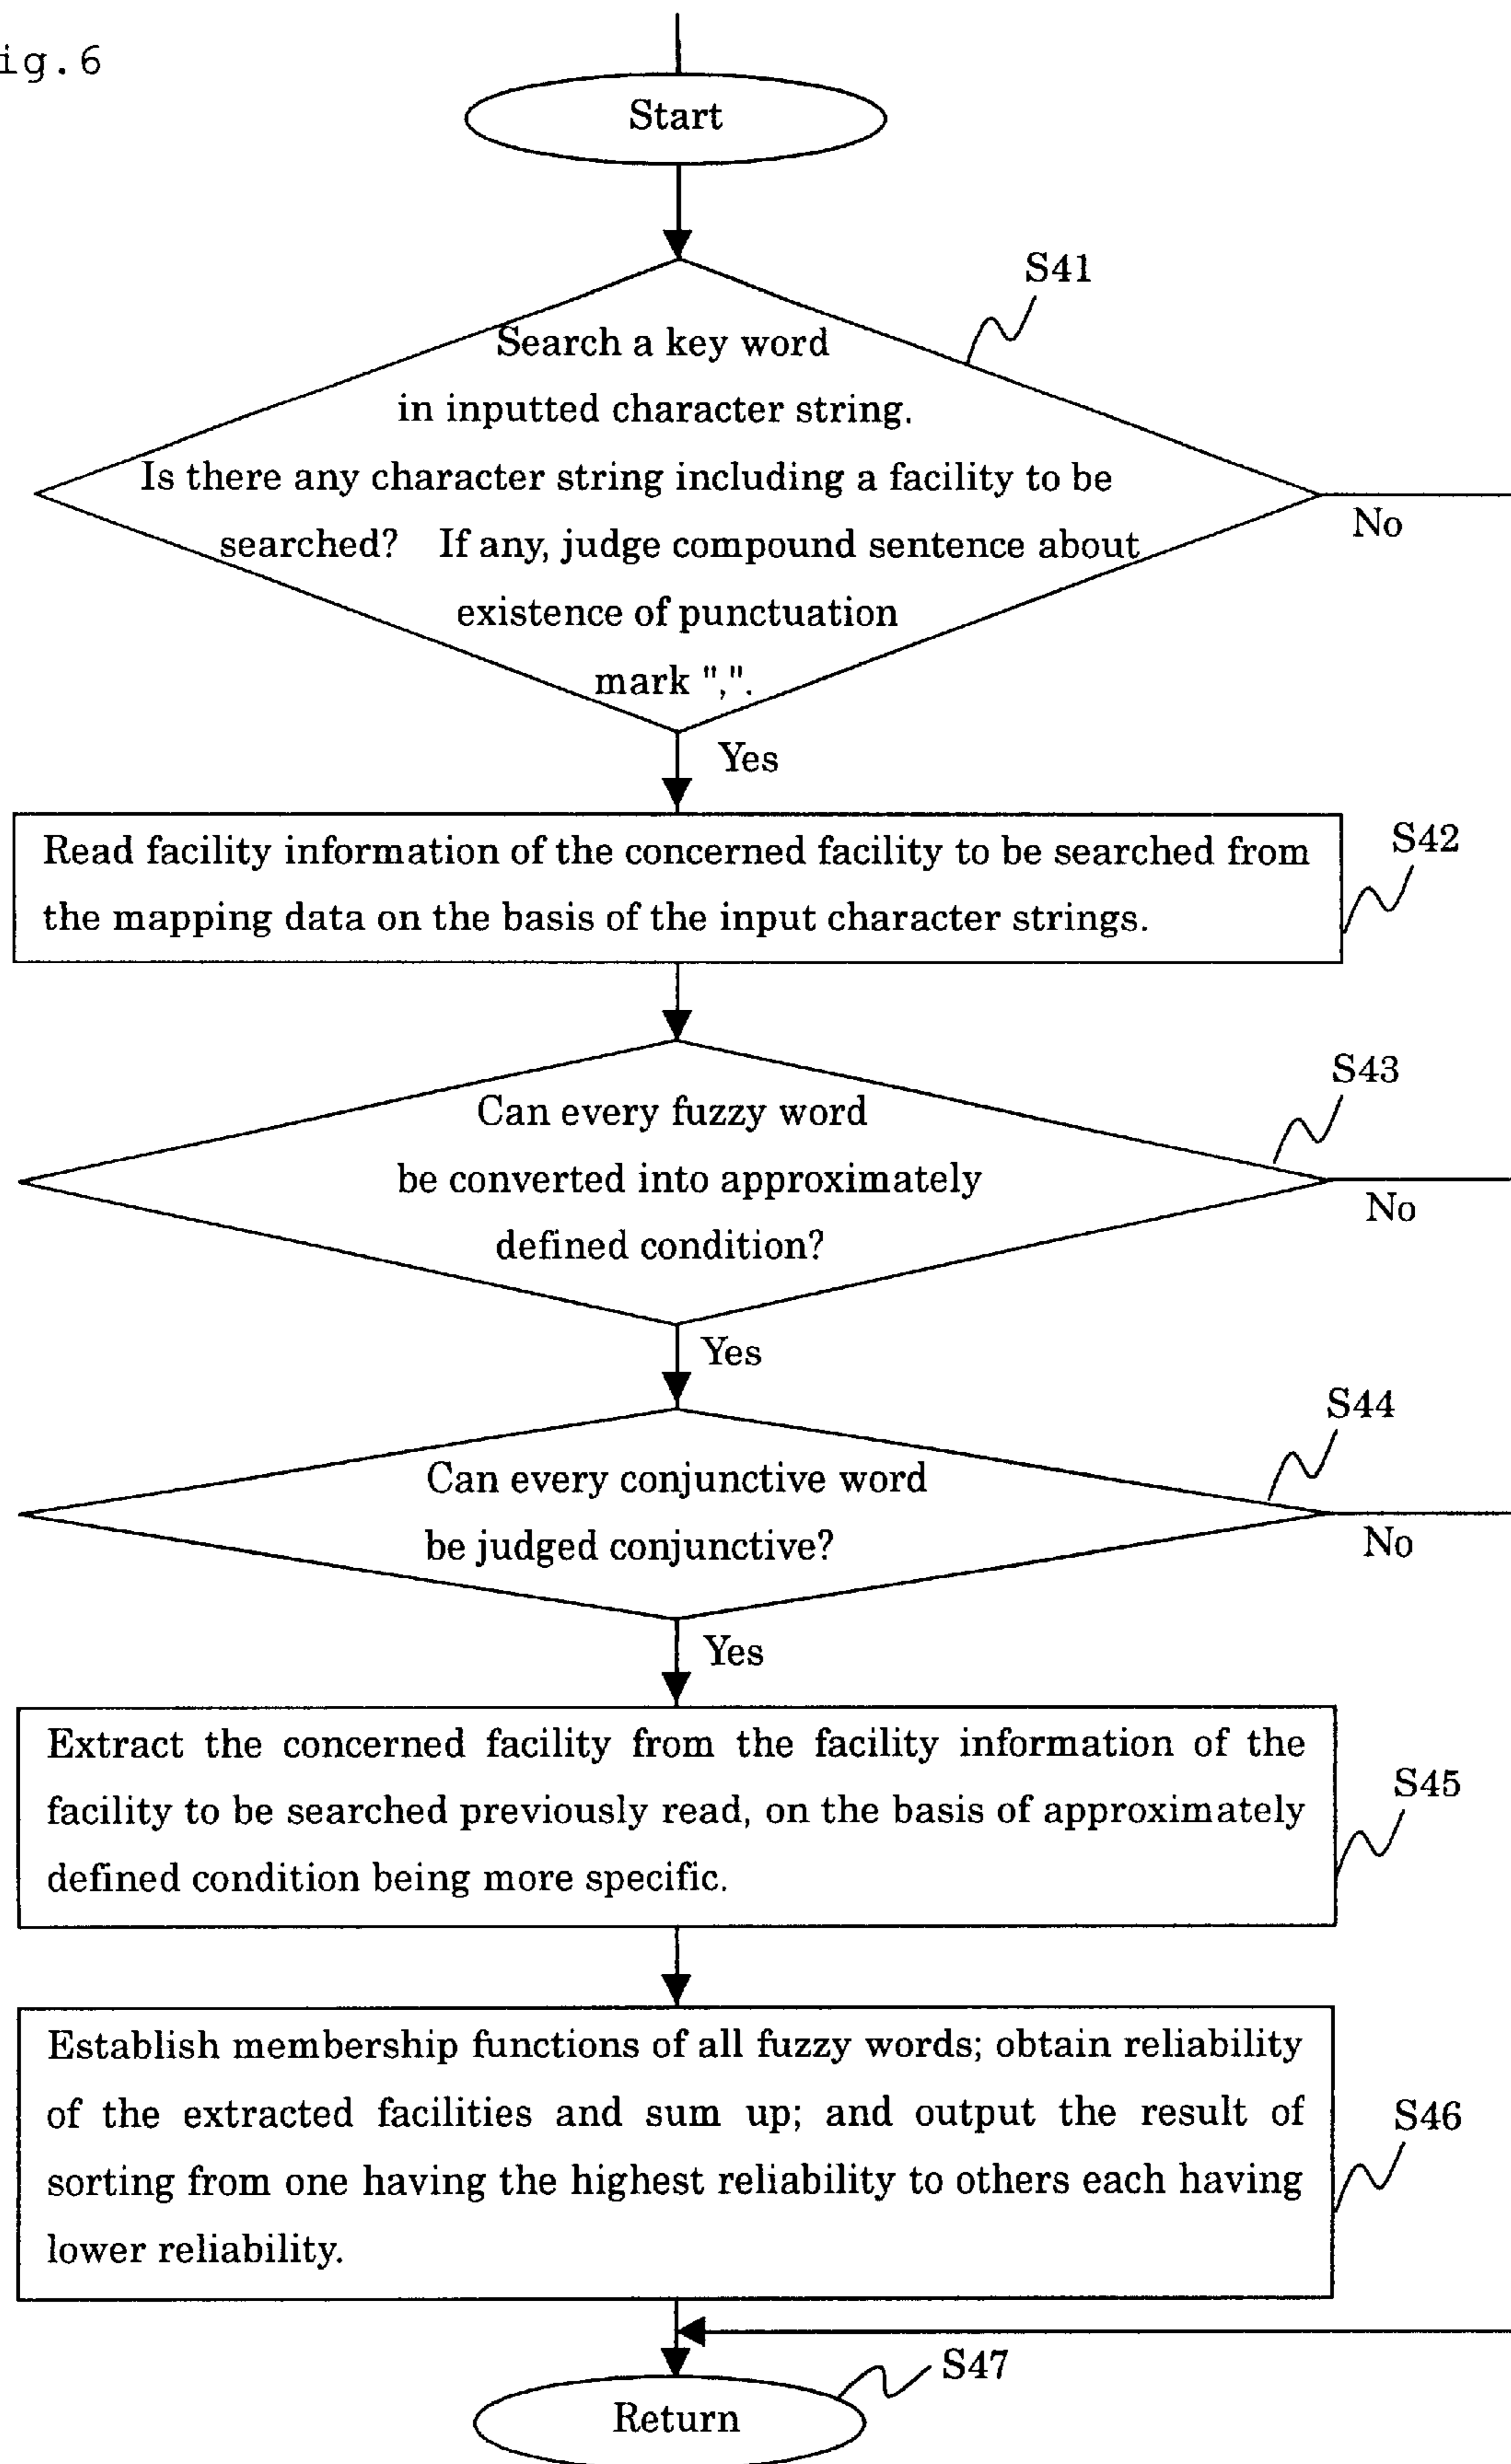 ig.6
Start
S41
Search a key word
in inputted character string.
Is there any character string including a facility to be
searched? If any, judge compound sentence about
existence of punctuation
mark ",".
No
Yes
Read facility information of the concerned facility to be searched from
the mapping data on the basis of the input character strings.
S42
S43
Can every fuzzy word
be converted into approximately
defined condition?
No
Yes
S44
Can every conjunctive word
be judged conjunctive?
No
Yes
Extract the concerned facility from the facility information of the
facility to be searched previously read, on the basis of approximately
defined condition being more specific.
S45
Establish membership functions of all fuzzy words; obtain reliability
of the extracted facilities and sum up; and output the result of
sorting from one having the highest reliability to others each having
lower reliability.
S46
S47
Return